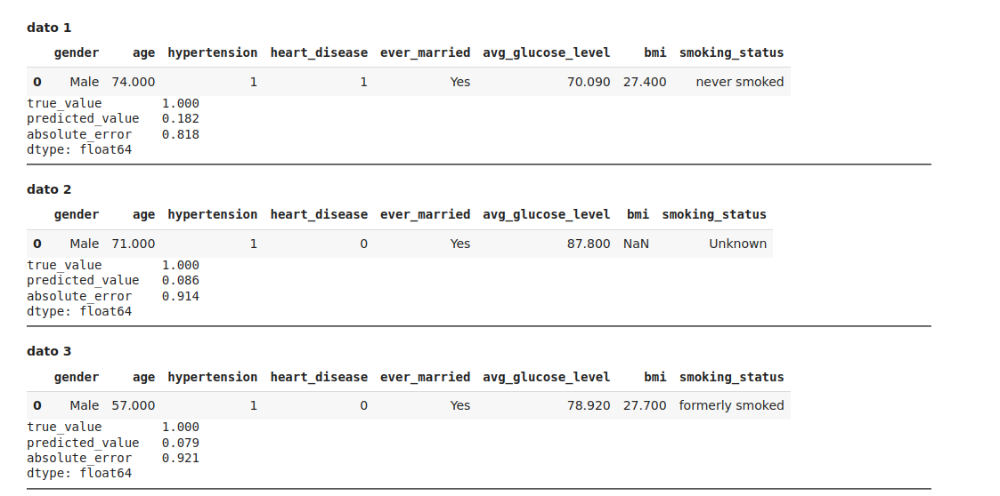 dato 1
gender age hypertension heart_disease ever_married avg_glucose_level bmi smoking_status
0 Male 74.000 1 1 Yes 70.090 27.400 never smoked
true_value 1.000
predicted_value 0.182
absolute_error 0.818
dtype: float64
dato 2
gender age hypertension heart_disease ever_married avg_glucose_level bmi smoking_status
0 Male 71.000 1 0 Yes 87.800 NaN Unknown
true_value 1.000
predicted_value 0.086
absolute_error 0.914
dtype: float64
dato 3
gender age hypertension heart_disease ever_married avg_glucose_level bmi smoking_status
0 Male 57.000 1 0 Yes 78.920 27.700 formerly smoked
true_value 1.000
predicted_value 0.079
absolute_error 0.921
dtype: float64